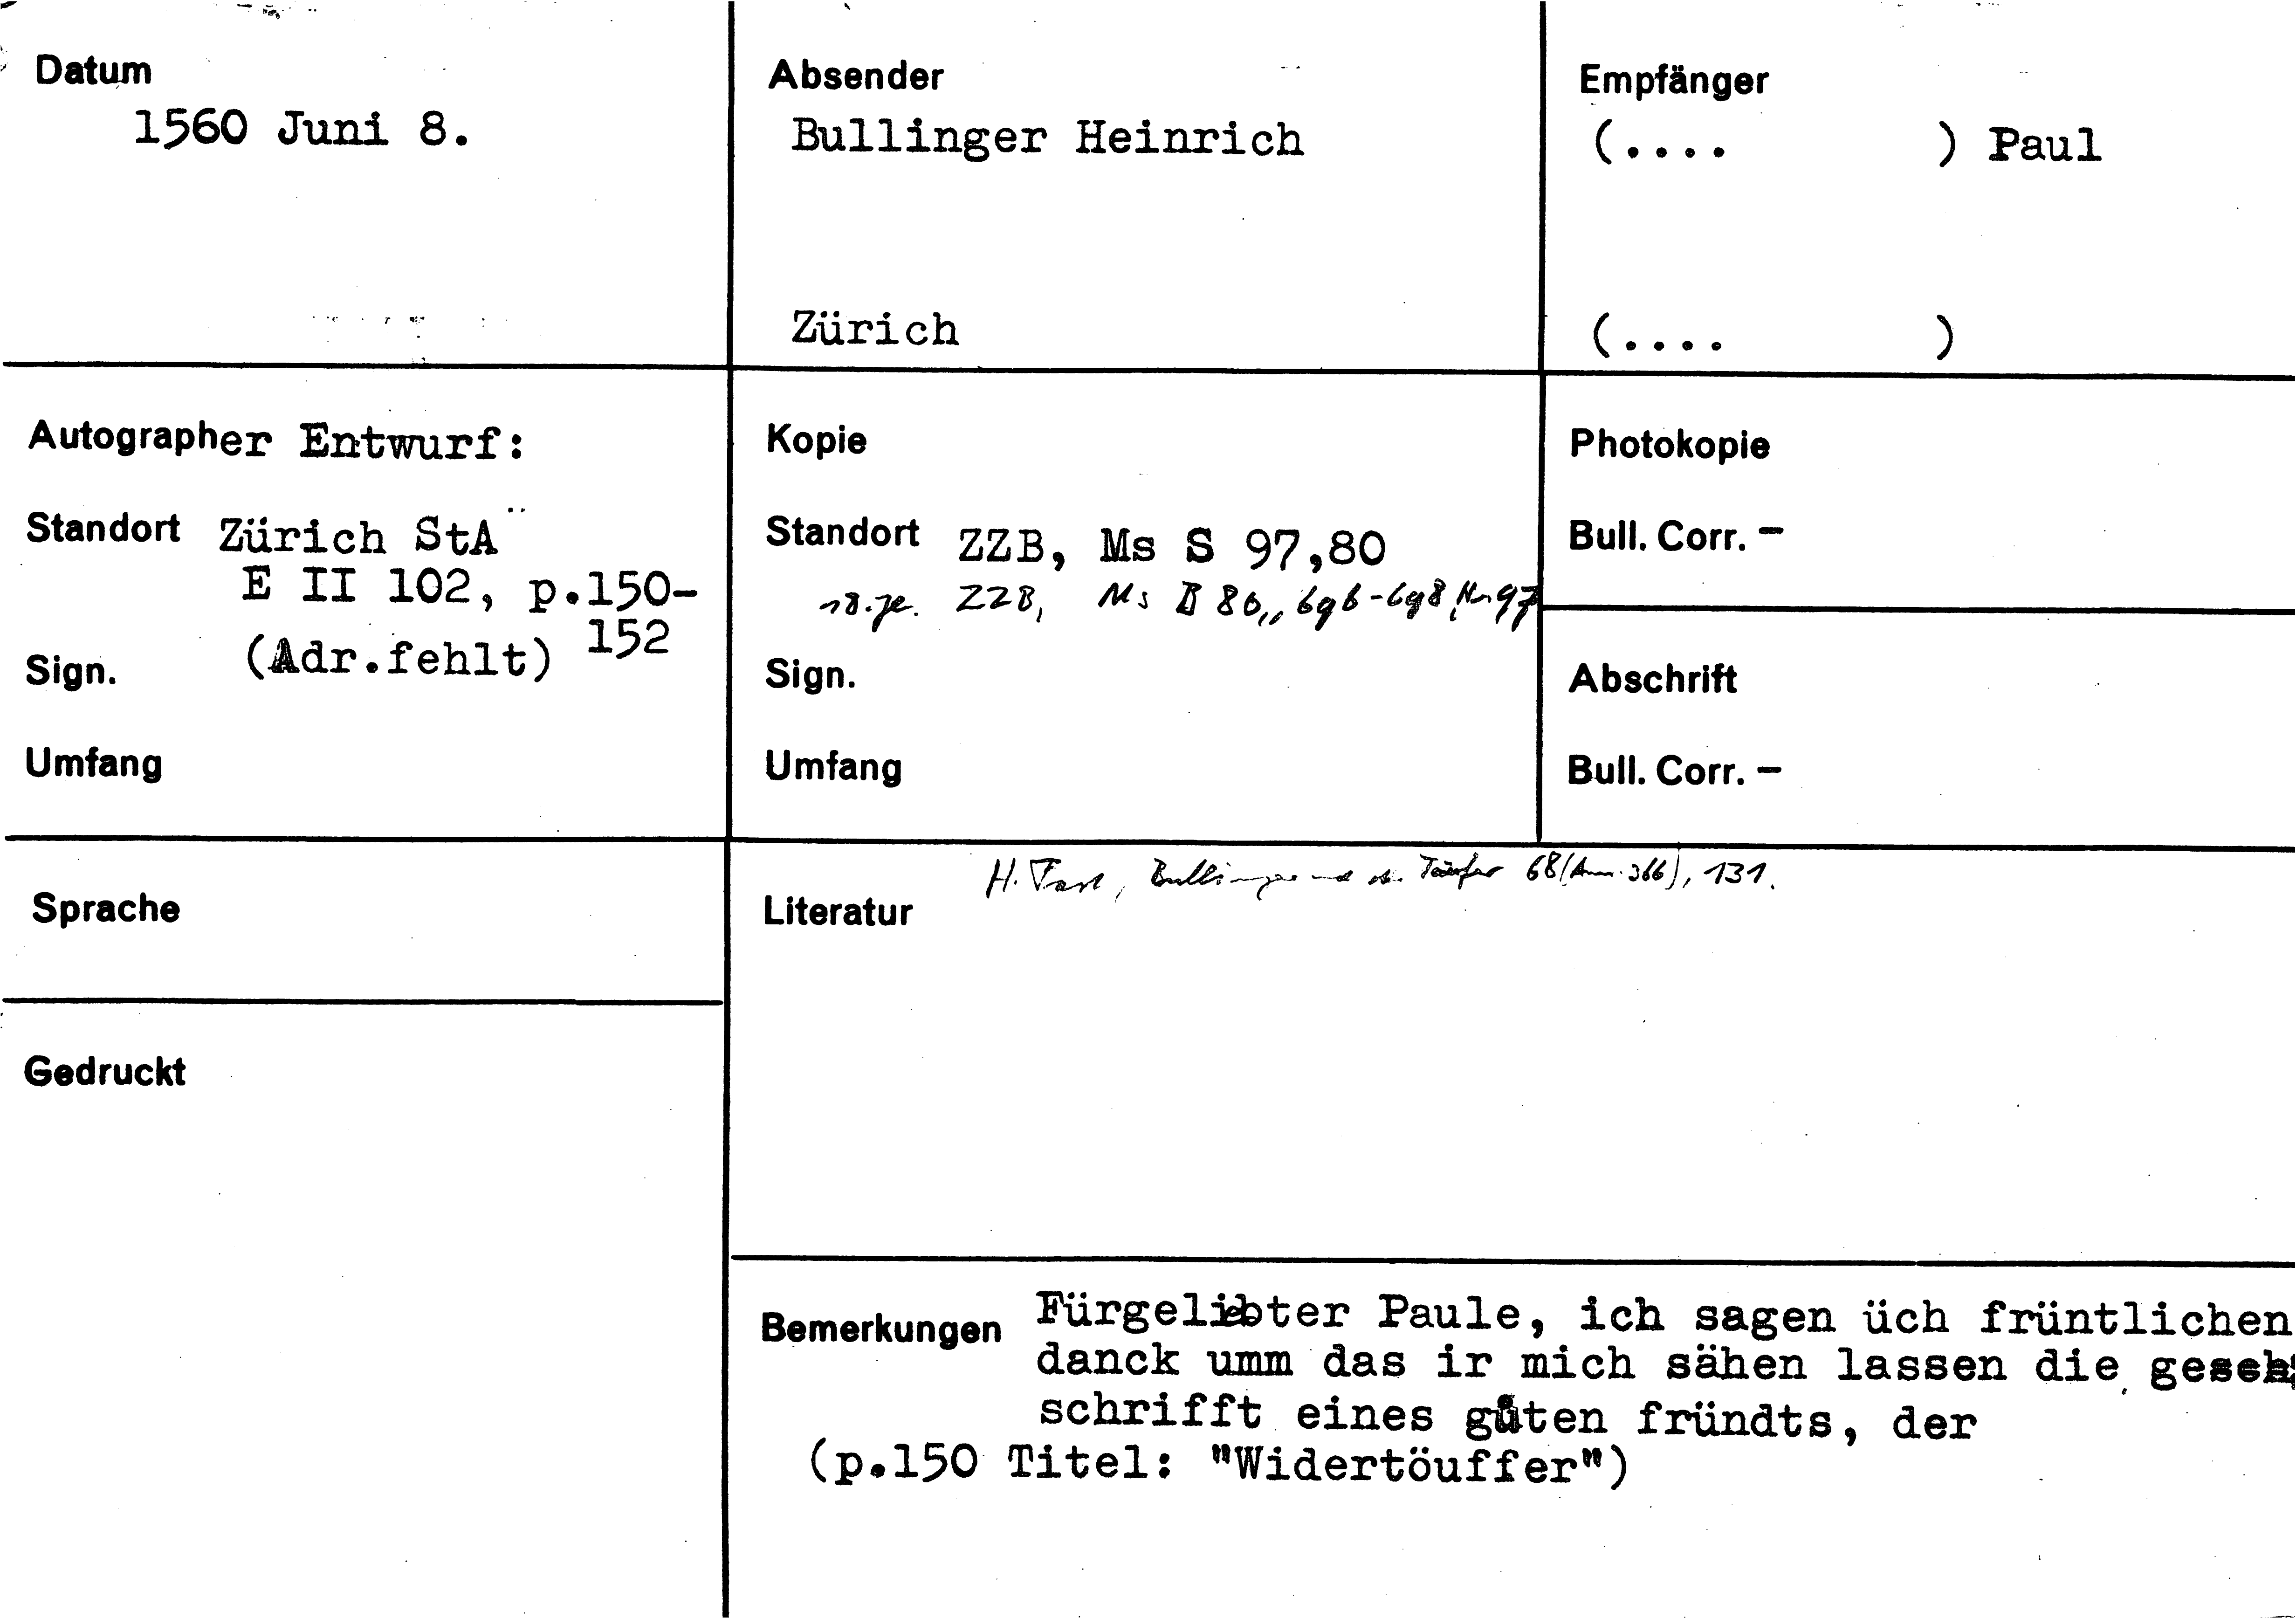 Datum
1560 Juni 8.
Absender
Bullinger Heinrich
Zürich
Empfänger
(.... ) Paul
(.... )
Autographer Entwurf:
Standort Zürich StA
E II 102, p.150-
152
(Adr.fehlt)
Sign.
Umfang
Kopie
Standort ZZB, Ms S 97,80
18.Je. ZZB, Ms B 86, 696-698, Nr 97
Sign.
Umfang
Photokopie
Bull. Corr. –
Abschrift
Bull. Corr. –
Sprache
Gedruckt
H. Fast, Bullinger und d. Täufer 68 (Anm. 366), 131.
Literatur
Bemerkungen Fürgeliebter Paule, ich sagen üch früntlichen
danck umm das ir mich sähen lassen die
schrifft eines gůten fründts, der
(p.150 Titel: "Widertöuffer")